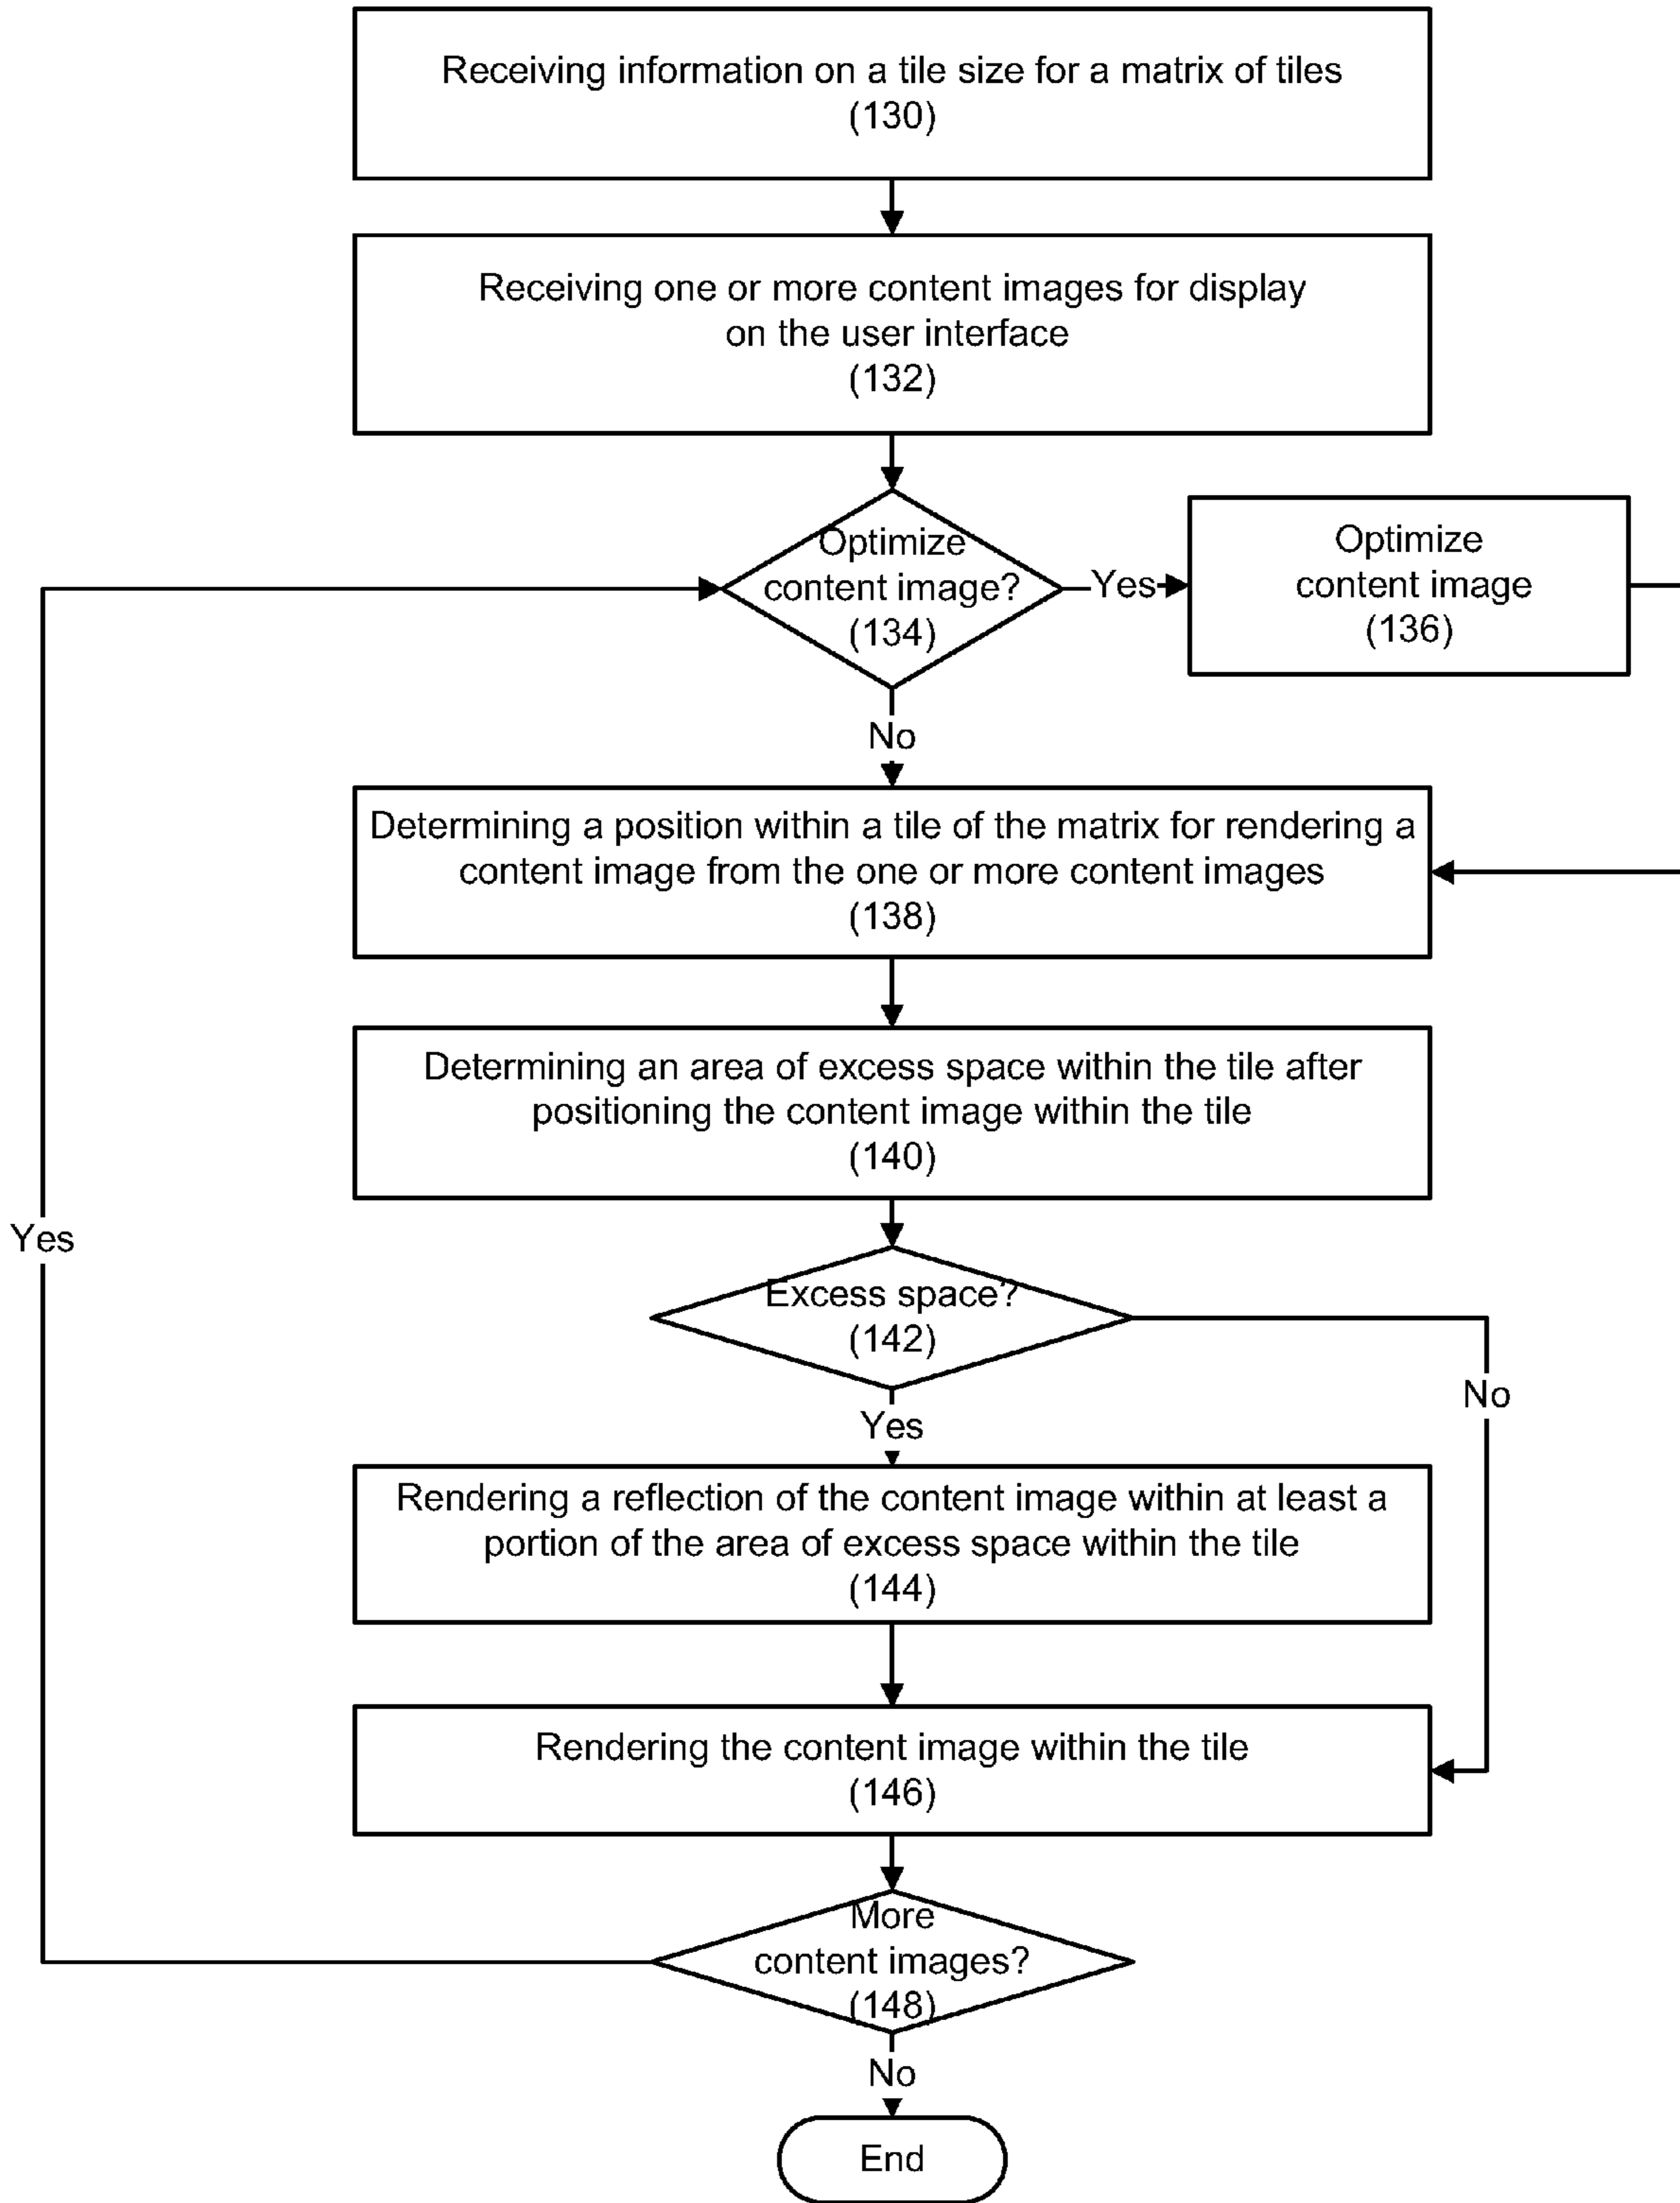 Receiving information on a tile size for a matrix of tiles
(130)
Receiving one or more content images for display
on the user interface
(132)
Optimize
content image?
(134)
Yes
Optimize
content image
(136)
No
Determining a position within a tile of the matrix for rendering a
content image from the one or more content images
(138)
Determining an area of excess space within the tile after
positioning the content image within the tile
(140)
Yes
Excess space?
(142)
No
Yes
Rendering a reflection of the content image within at least a
portion of the area of excess space within the tile
(144)
Rendering the content image within the tile
(146)
More
content images?
(148)
No
End